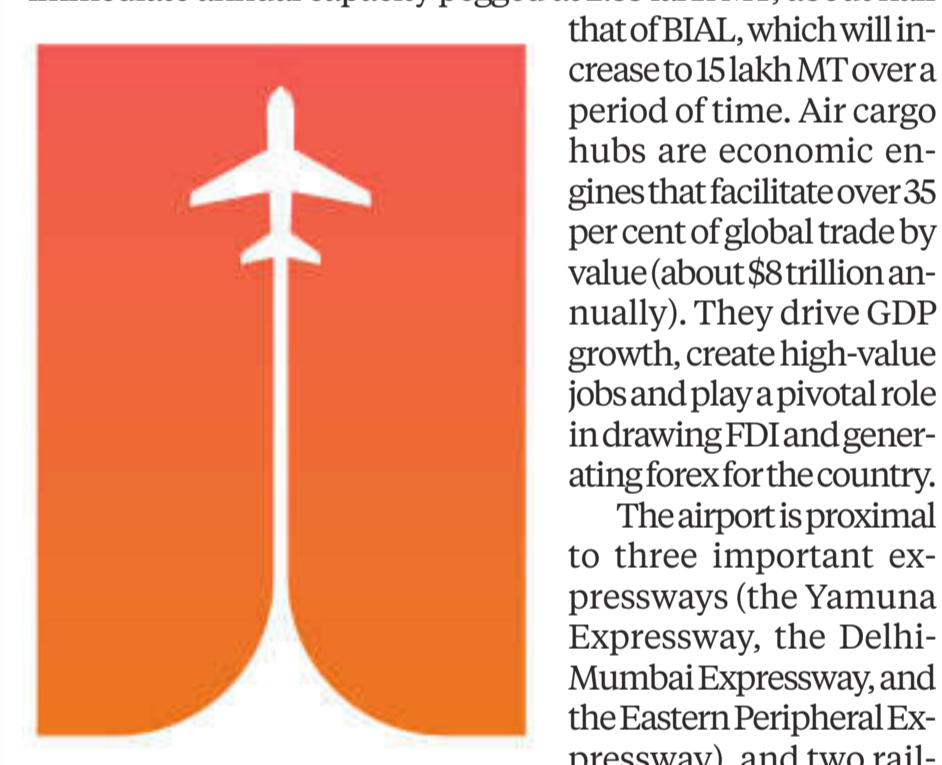 that of BIAL, which will in-
crease to 15 lakh MT over a
period of time. Air cargo
hubs are economic en-
gines that facilitate over 35
per cent of global trade by
value (about $8 trillion an-
nually). They drive GDP
growth, create high-value
jobs and play a pivotal role
in drawing FDI and gener-
ating forex for the country.
The airport is proximal
to three important ex-
pressways (the Yamuna
Expressway, the Delhi-
Mumbai Expressway, and
the Eastern Peripheral Ex-
pressway), and two rail-